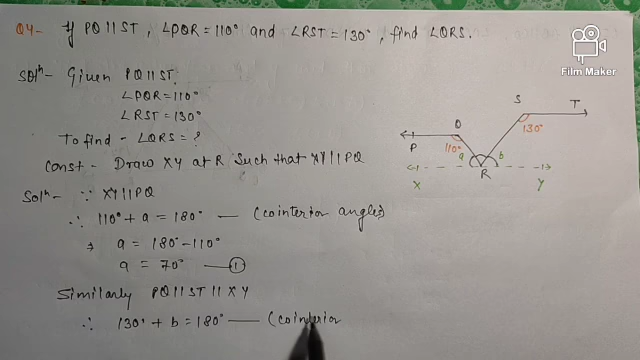 Q4- If PQ || ST, ∠PQR = 110° and ∠RST = 130°, find ∠QRS.
Film Maker
Solⁿ- Given PQ || ST.
∠PQR = 110°
∠RST = 130°
To find - ∠QRS = ?
Const - Draw XY at R Such that XY || PQ
Solⁿ- ∵ XY || PQ
∴ 110° + a = 180° — (cointerior angles)
⇒ a = 180° - 110°
a = 70° — ①
Similarly PQ || ST || XY
∴ 130° + b = 180° — (cointerior
S T
130°
Q
P 110°
a b
R
X Y